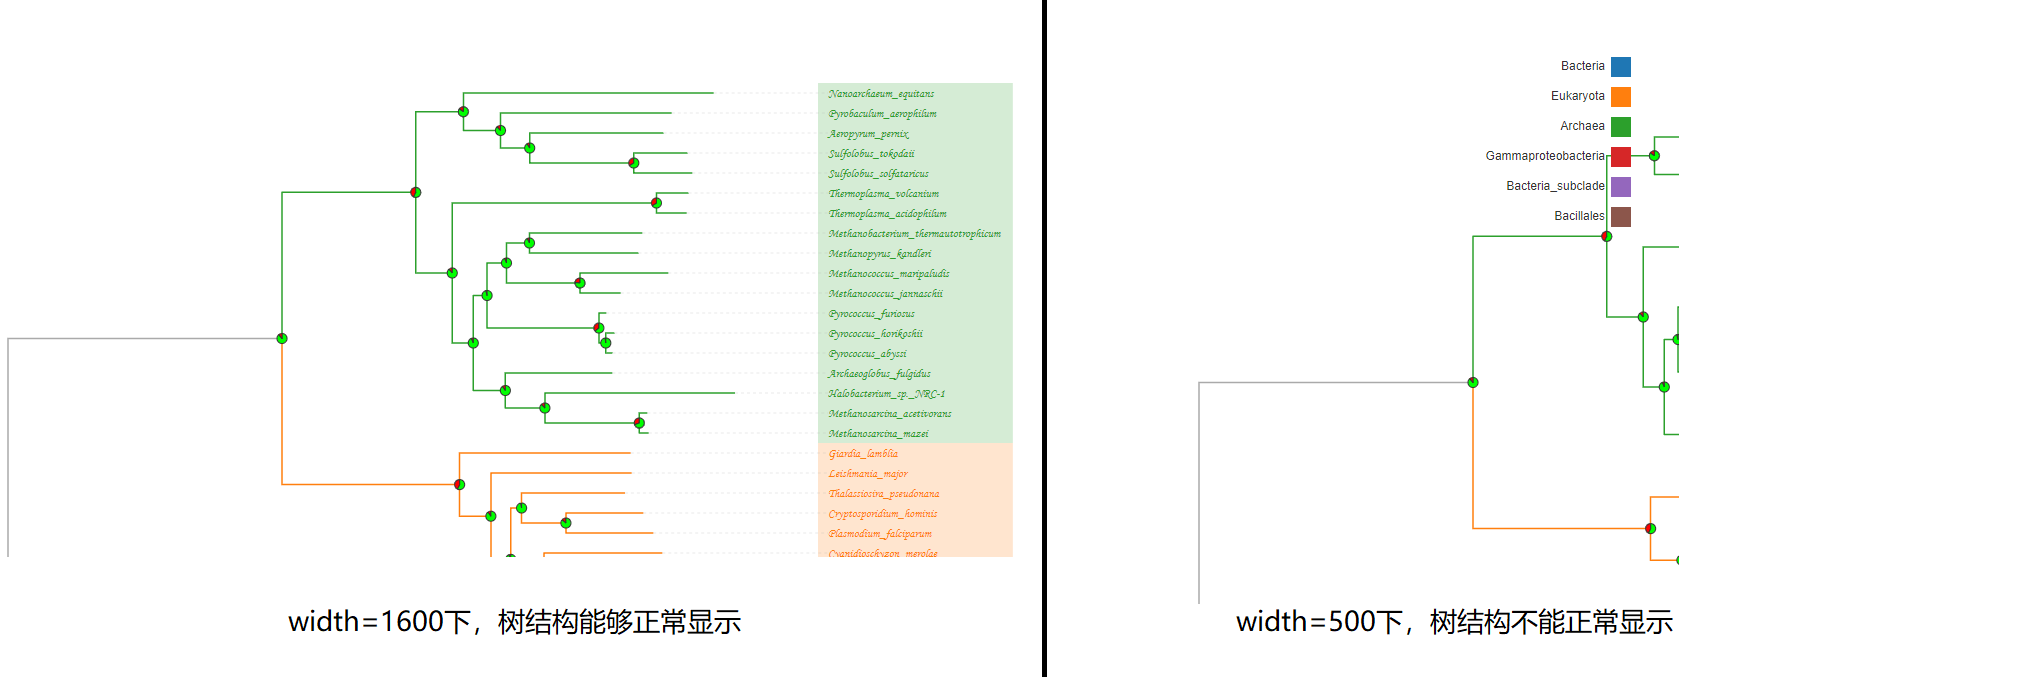 Nanoarchaeum_equitans
Pyrobaculum_aerophilum
Aeropyrum_pernix
Sulfolobus_tokodaii
Sulfolobus_solfataricus
Thermoplasma_volcanium
Thermoplasma_acidophilum
Methanobacterium_thermautotrophicum
Methanopyrus_kandleri
Methanococcus_maripaludis
Methanococcus_jannaschii
Pyrococcus_furiosus
Pyrococcus_horikoshii
Pyrococcus_abyssi
Archaeoglobus_fulgidus
Halobacterium_sp._NRC-1
Methanosarcina_acetivorans
Methanosarcina_mazei
Giardia_lamblia
Leishmania_major
Thalassiosira_pseudonana
Cryptosporidium_hominis
Plasmodium_falciparum
Cyanidioschyzon_merolae
width=1600下，树结构能够正常显示
Bacteria
Eukaryota
Archaea
Gammaproteobacteria
Bacteria_subclade
Bacillales
width=500下，树结构不能正常显示